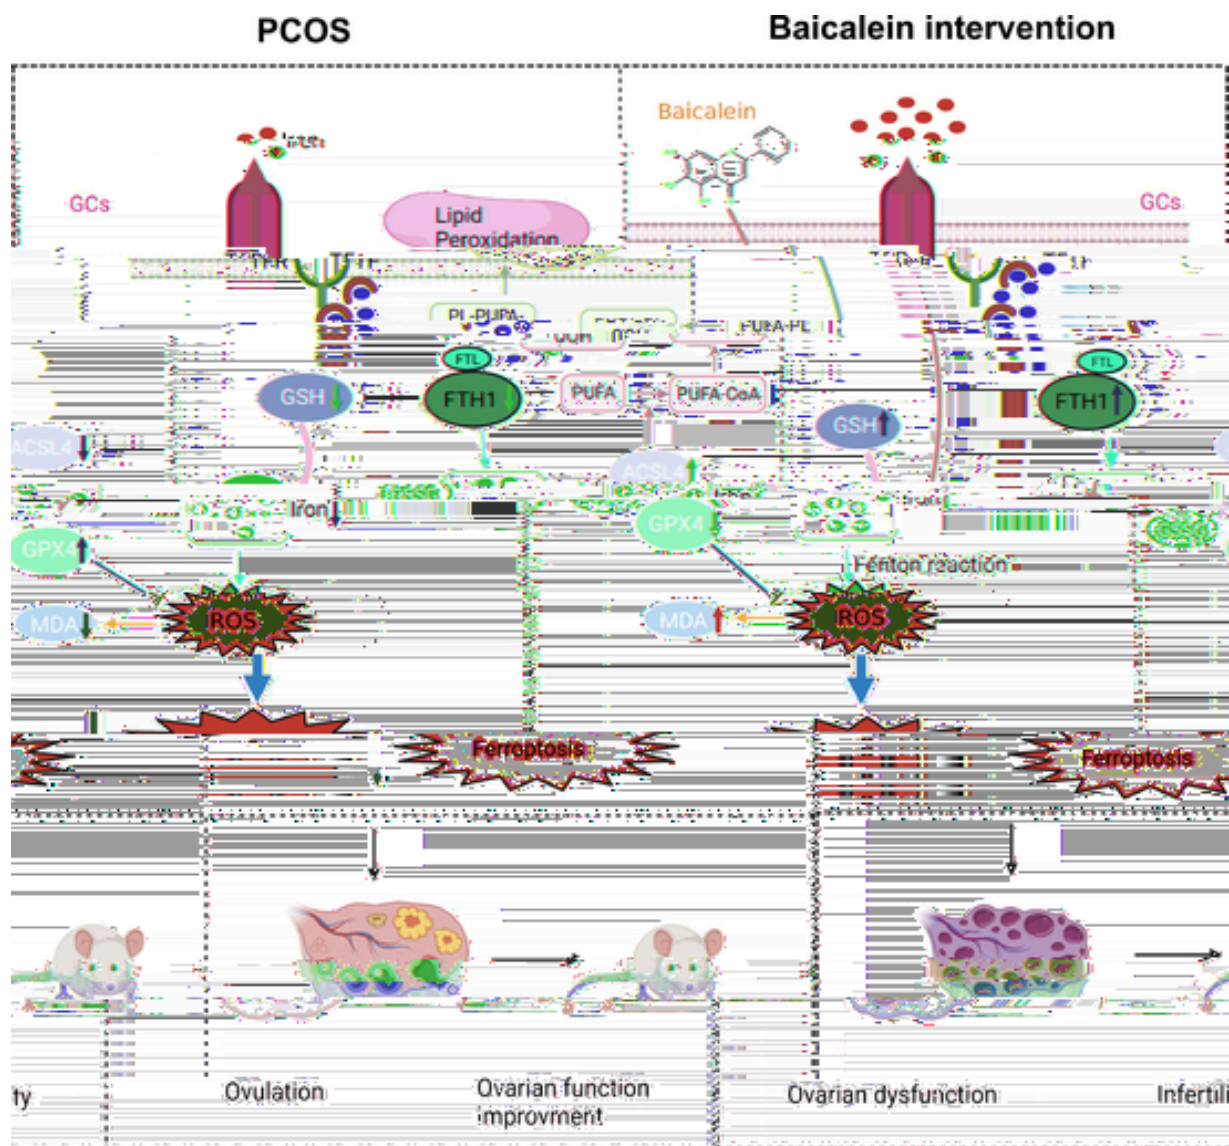 PCOS
Baicalein intervention
Baicalein
GCs
Lipid
Peroxidation
GCs
PL-PUFA-
PUFA-PL
FTL
FTL
GSH
FTH1
PUFA
PUFA-CoA
GSH
FTH1
ACSL4
ACSL4
Iron
GPX4
GPX4
Fenton reaction
MDA
ROS
MDA
ROS
Ferroptosis
Ferroptosis
ty
Ovulation
Ovarian function
improvment
Ovarian dysfunction
Infertili